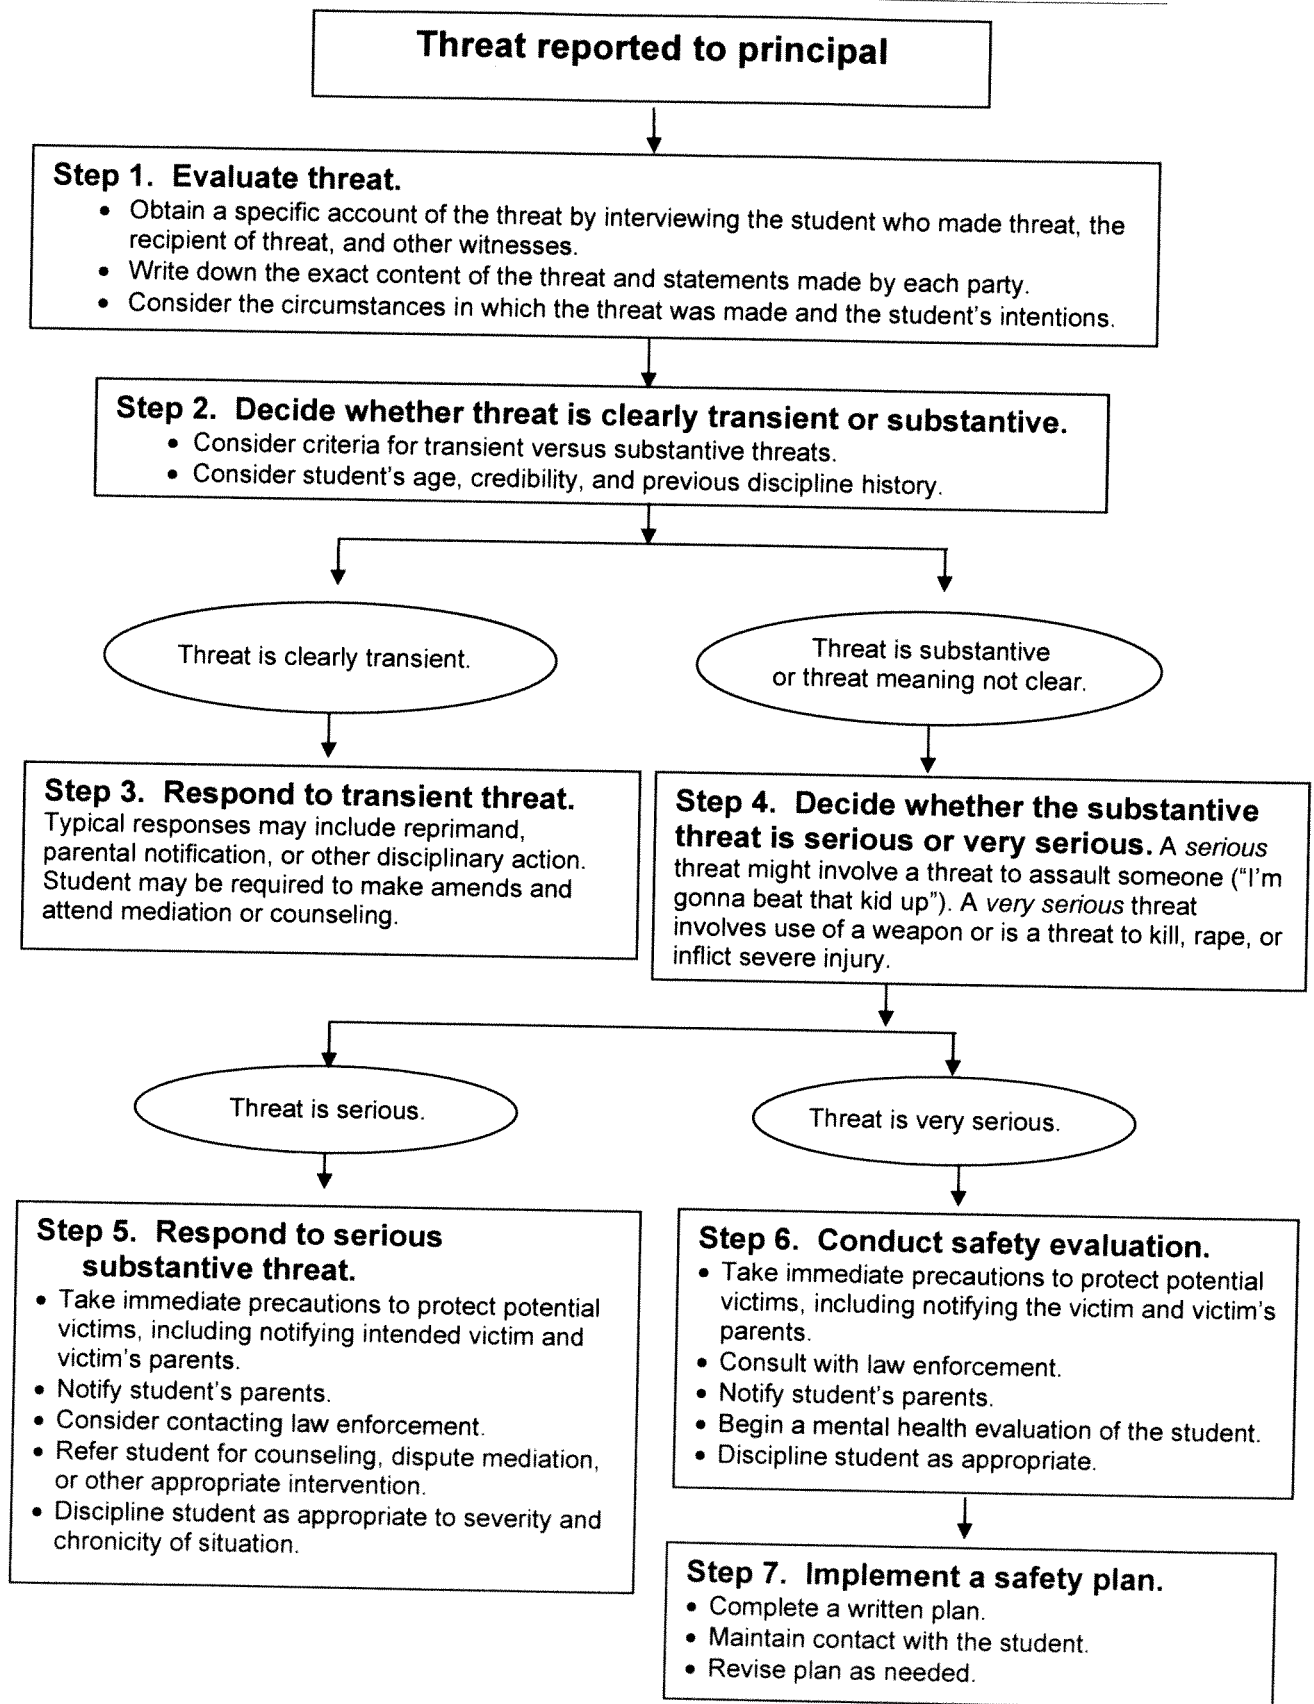 Threat reported to principal
Step 1. Evaluate threat.
• Obtain a specific account of the threat by interviewing the student who made threat, the
recipient of threat, and other witnesses.
• Write down the exact content of the threat and statements made by each party.
• Consider the circumstances in which the threat was made and the student's intentions.
Step 2. Decide whether threat is clearly transient or substantive.
• Consider criteria for transient versus substantive threats.
• Consider student's age, credibility, and previous discipline history.
Threat is clearly transient.
Threat is substantive
or threat meaning not clear.
Step 3. Respond to transient threat.
Typical responses may include reprimand,
parental notification, or other disciplinary action.
Student may be required to make amends and
attend mediation or counseling.
Step 4. Decide whether the substantive
threat is serious or very serious. A serious
threat might involve a threat to assault someone ("I'm
gonna beat that kid up"). A very serious threat
involves use of a weapon or is a threat to kill, rape, or
inflict severe injury.
Threat is serious.
Threat is very serious.
Step 5. Respond to serious
substantive threat.
• Take immediate precautions to protect potential
victims, including notifying intended victim and
victim's parents.
• Notify student's parents.
• Consider contacting law enforcement.
• Refer student for counseling, dispute mediation,
or other appropriate intervention.
• Discipline student as appropriate to severity and
chronicity of situation.
Step 6. Conduct safety evaluation.
• Take immediate precautions to protect potential
victims, including notifying the victim and victim's
parents.
• Consult with law enforcement.
• Notify student's parents.
• Begin a mental health evaluation of the student.
• Discipline student as appropriate.
Step 7. Implement a safety plan.
• Complete a written plan.
• Maintain contact with the student.
• Revise plan as needed.